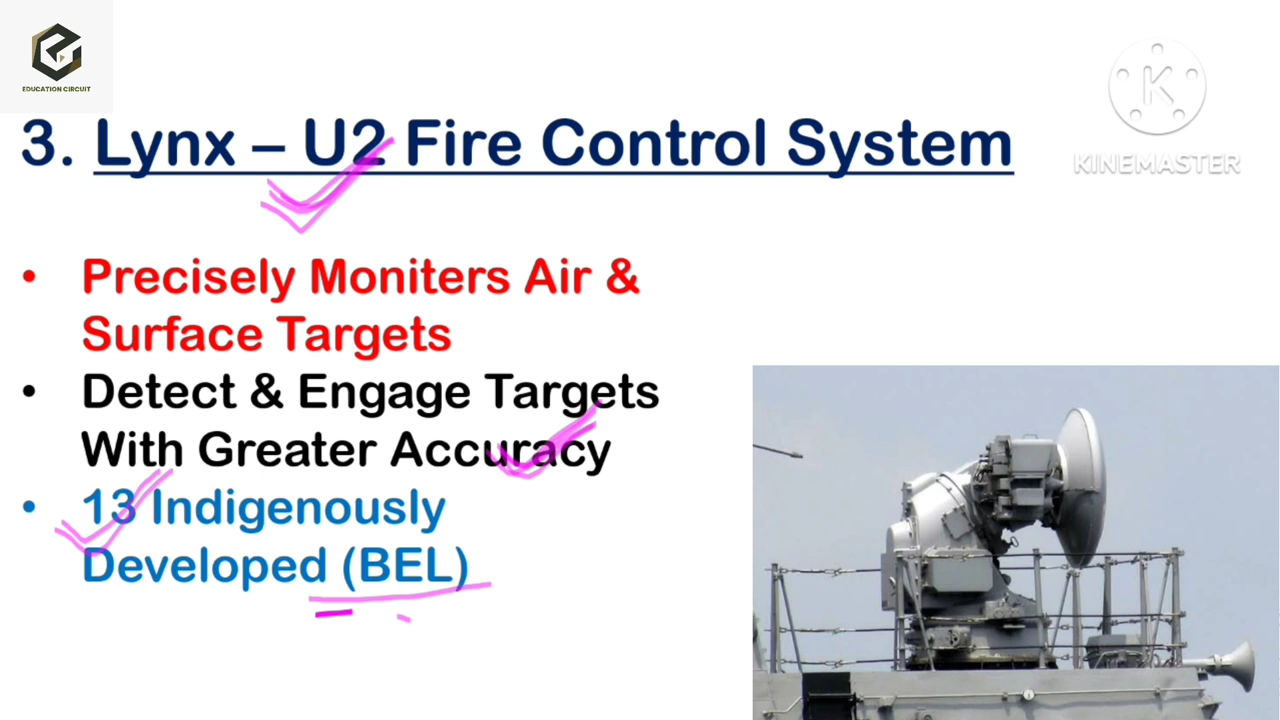 EDUCATION CIRCUIT
K
KINEMASTER
3. Lynx – U2 Fire Control System
• Precisely Moniters Air &
Surface Targets
• Detect & Engage Targets
With Greater Accuracy
• 13 Indigenously
Developed (BEL)